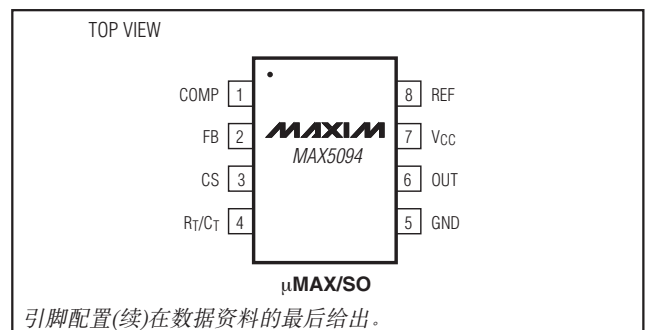 TOP VIEW
COMP 1
8 REF
FB 2
MAXIM
7 VCC
MAX5094
CS 3
6 OUT
RT/CT 4
5 GND
μMAX/SO
引脚配置(续)在数据资料的最后给出。